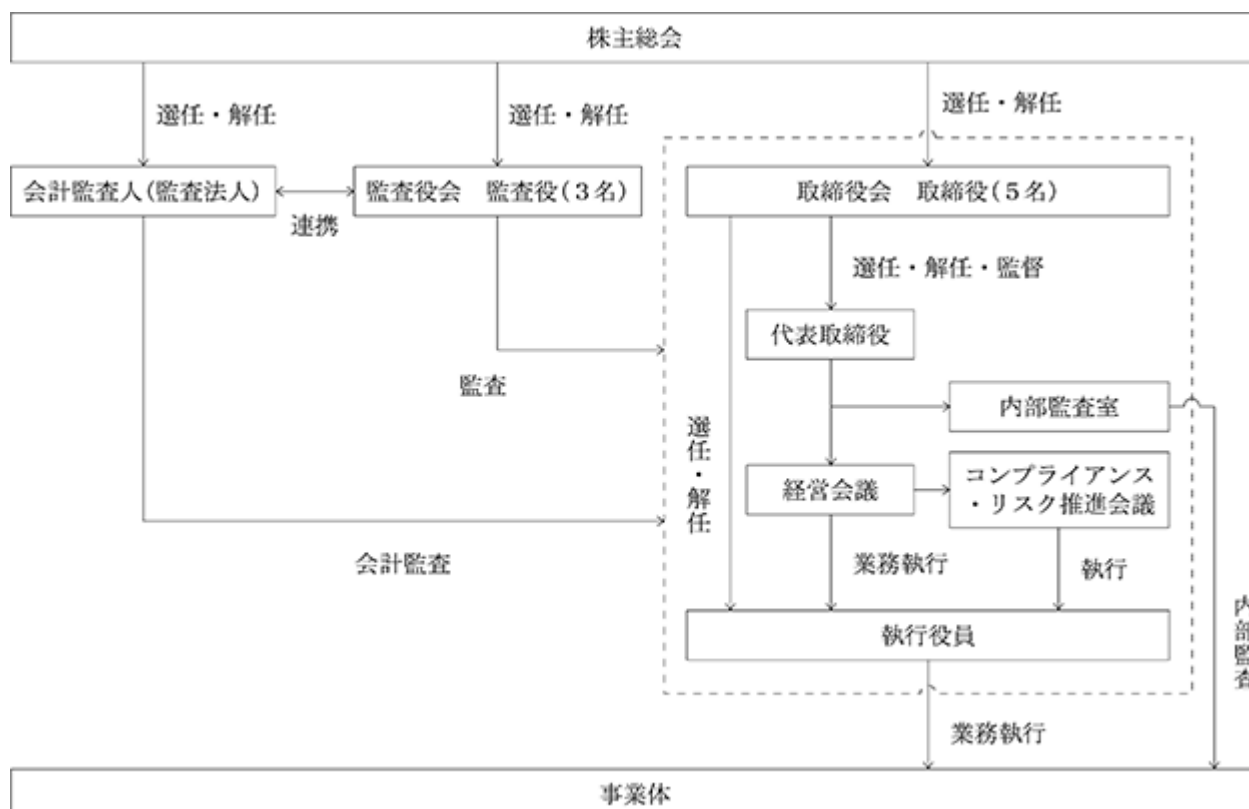 株主総会
選任・解任
選任・解任
選任・解任
会計監査人(監査法人)
連携
監査役会　監査役(3名)
取締役会　取締役(5名)
選任・解任・監督
代表取締役
監査
内部監査室
選任・解任
経営会議
コンプライアンス
・リスク推進会議
会計監査
業務執行
執行
執行役員
内部監査
業務執行
事業体